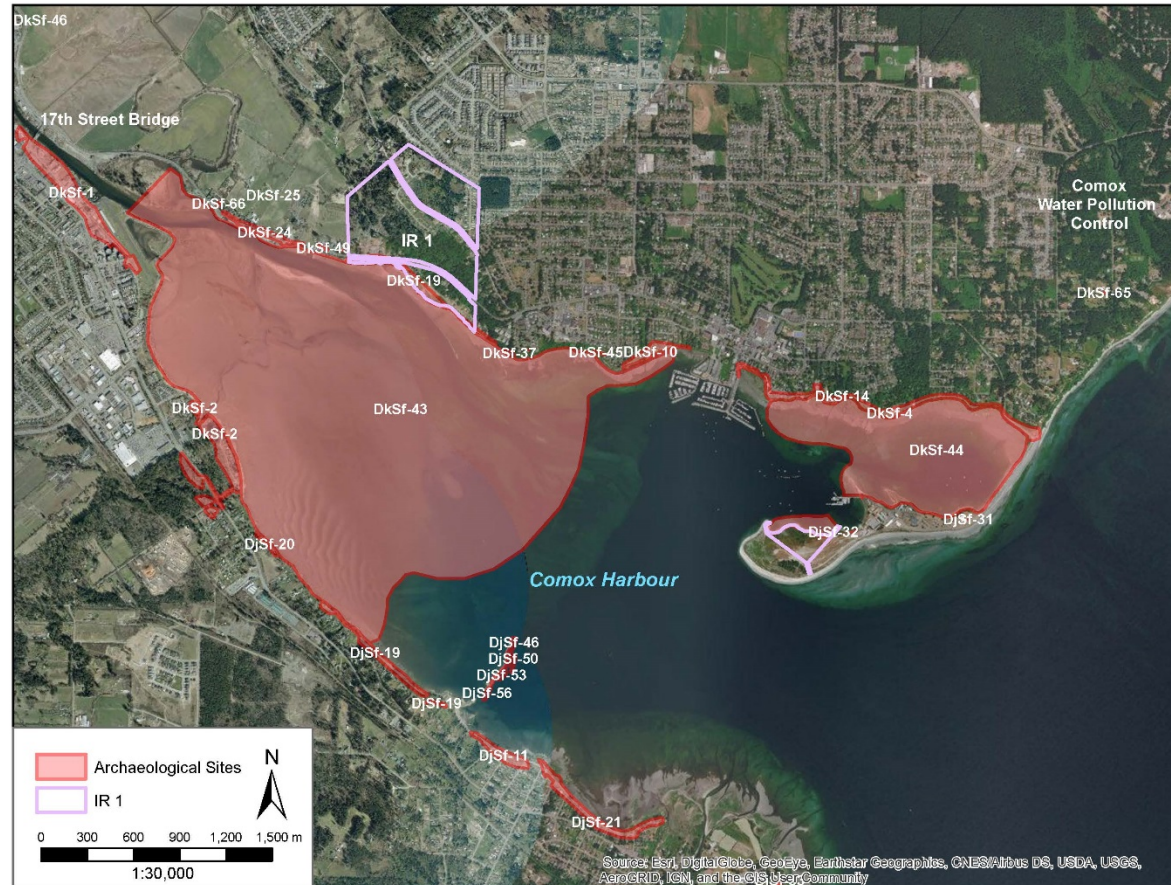 DkSf-46
17th Street Bridge
DkSf-1
DkSf-66
DkSf-25
DkSf-24
DkSf-49
IR 1
DkSf-19
Comox
Water Pollution
Control
DkSf-65
DkSf-37
DkSf-45
DkSf-10
DkSf-2
DkSf-43
DkSf-2
DkSf-14
DkSf-4
DkSf-44
DjSf-31
DjSf-32
DjSf-20
Comox Harbour
DjSf-19
DjSf-46
DjSf-50
DjSf-53
DjSf-56
DjSf-19
DjSf-11
DjSf-21
Archaeological Sites
IR 1
N
0 300 600 900 1,200 1,500 m
1:30,000
Source: Esri, DigitalGlobe, GeoEye, Earthstar Geographics, CNES/Airbus DS, USDA, USGS,
AeroGRID, IGN, and the GIS User Community